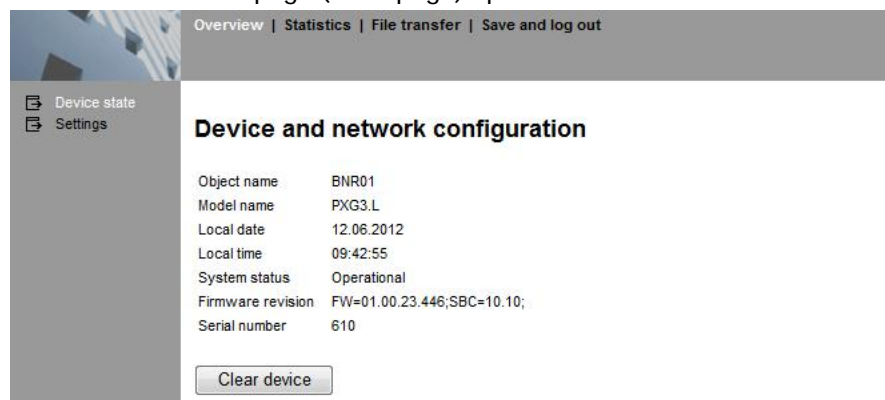 Overview | Statistics | File transfer | Save and log out
Device state
Settings
Device and network configuration
Object name BNR01
Model name PXG3.L
Local date 12.06.2012
Local time 09:42:55
System status Operational
Firmware revision FW=01.00.23.446;SBC=10.10;
Serial number 610
Clear device